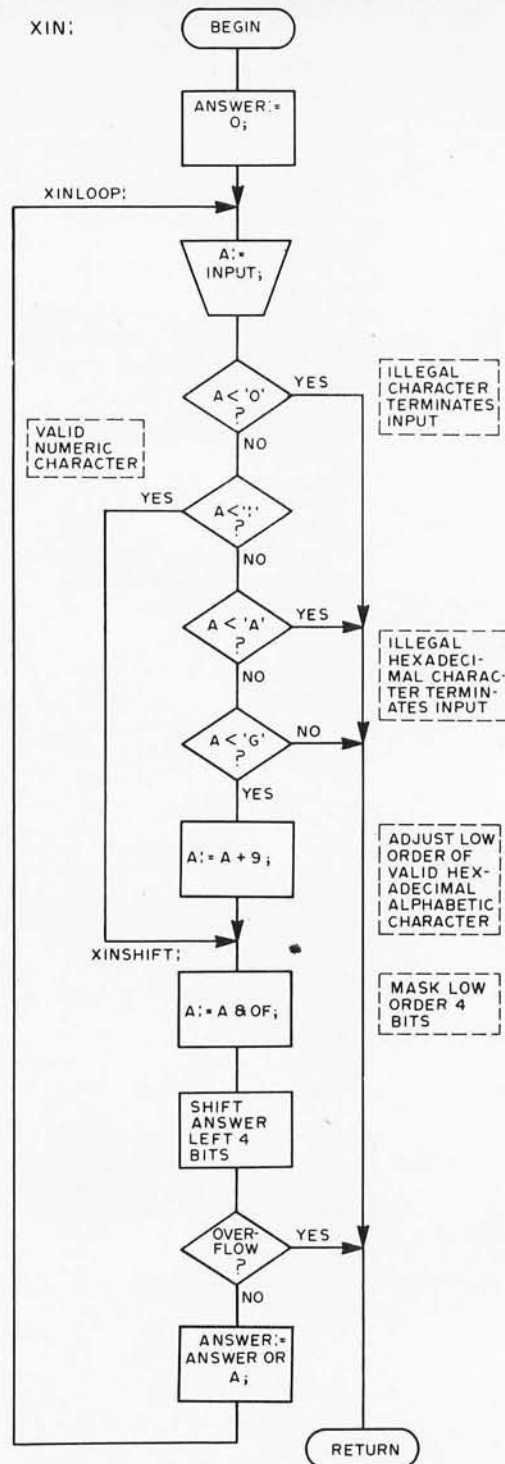 XIN:
BEGIN
ANSWER:=
0;
XINLOOP:
A:=
INPUT;
A < '0'
?
YES
NO
ILLEGAL
CHARACTER
TERMINATES
INPUT
VALID
NUMERIC
CHARACTER
YES
A < ':'
?
NO
A < 'A'
?
YES
NO
ILLEGAL
HEXADECI-
MAL CHARAC-
TER TERMIN-
ATES INPUT
A < 'G'
?
NO
YES
A:= A + 9;
ADJUST LOW
ORDER OF
VALID HEX-
ADECIMAL
ALPHABETIC
CHARACTER
XINSHIFT:
A:= A & OF;
MASK LOW
ORDER 4
BITS
SHIFT
ANSWER
LEFT 4
BITS
OVER-
FLOW
?
YES
NO
ANSWER:=
ANSWER OR
A;
RETURN